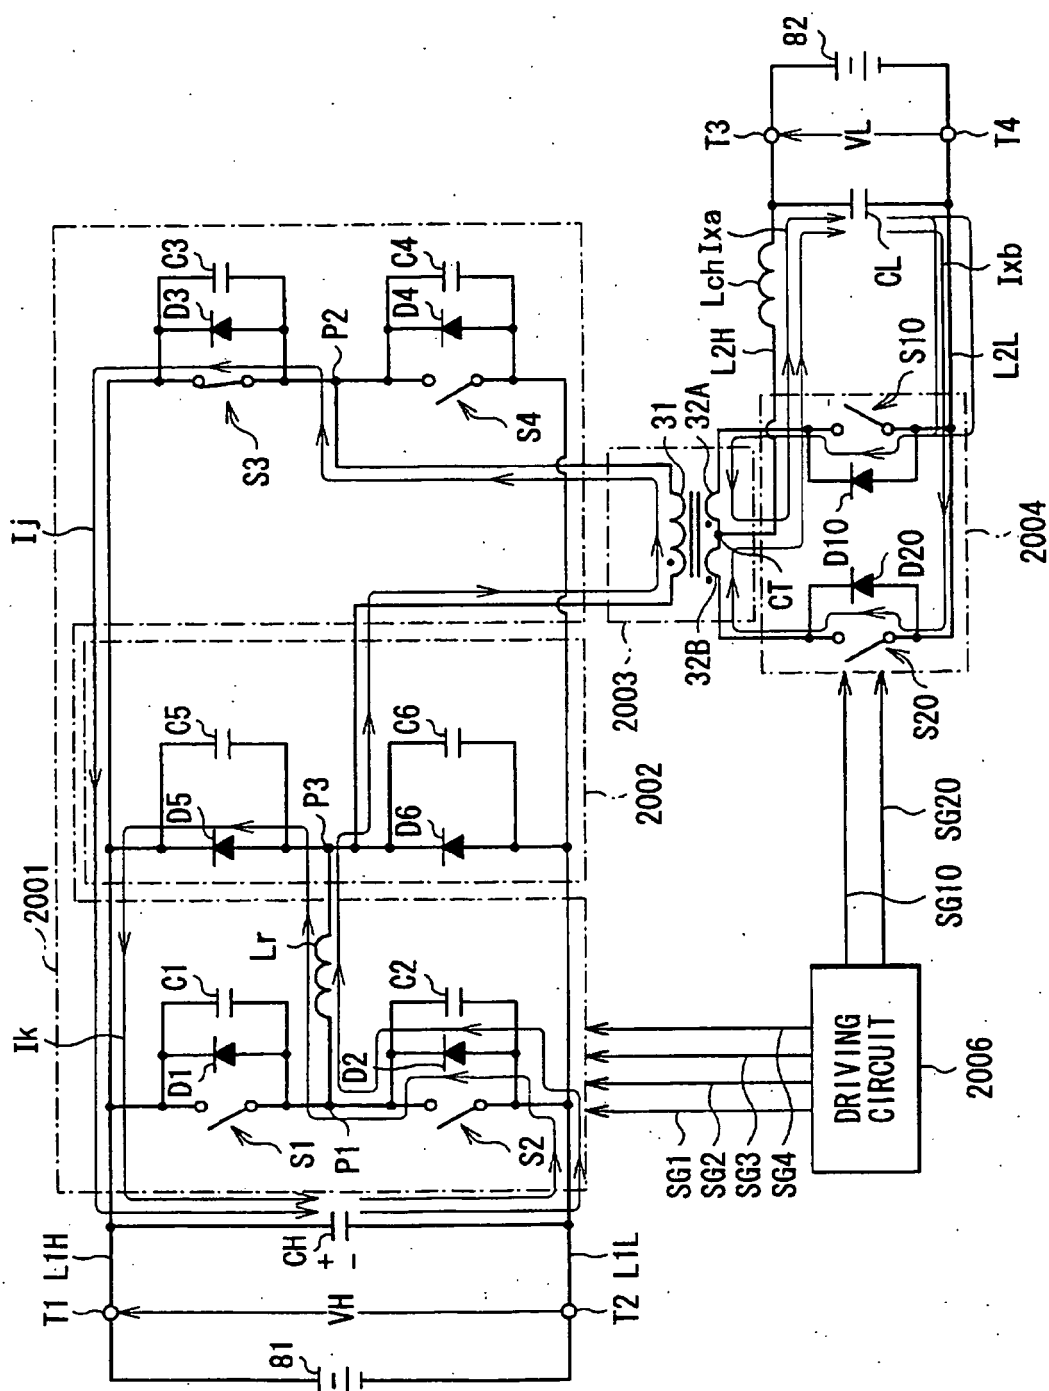 81
T1
L1H
VH
T2
L1L
CH
+
-
Ij
Ik
2001
S1
D1
C1
P1
S2
D2
C2
Lr
D5
C5
P3
D6
C6
2002
S3
D3
C3
P2
S4
D4
C4
2003
31
32A
32B
CT
L2H
Lch
Ixa
T3
82
VL
T4
CL
Ixb
L2L
S10
D10
D20
S20
2004
SG1
SG2
SG3
SG4
SG10
SG20
DRIVING
CIRCUIT
2006